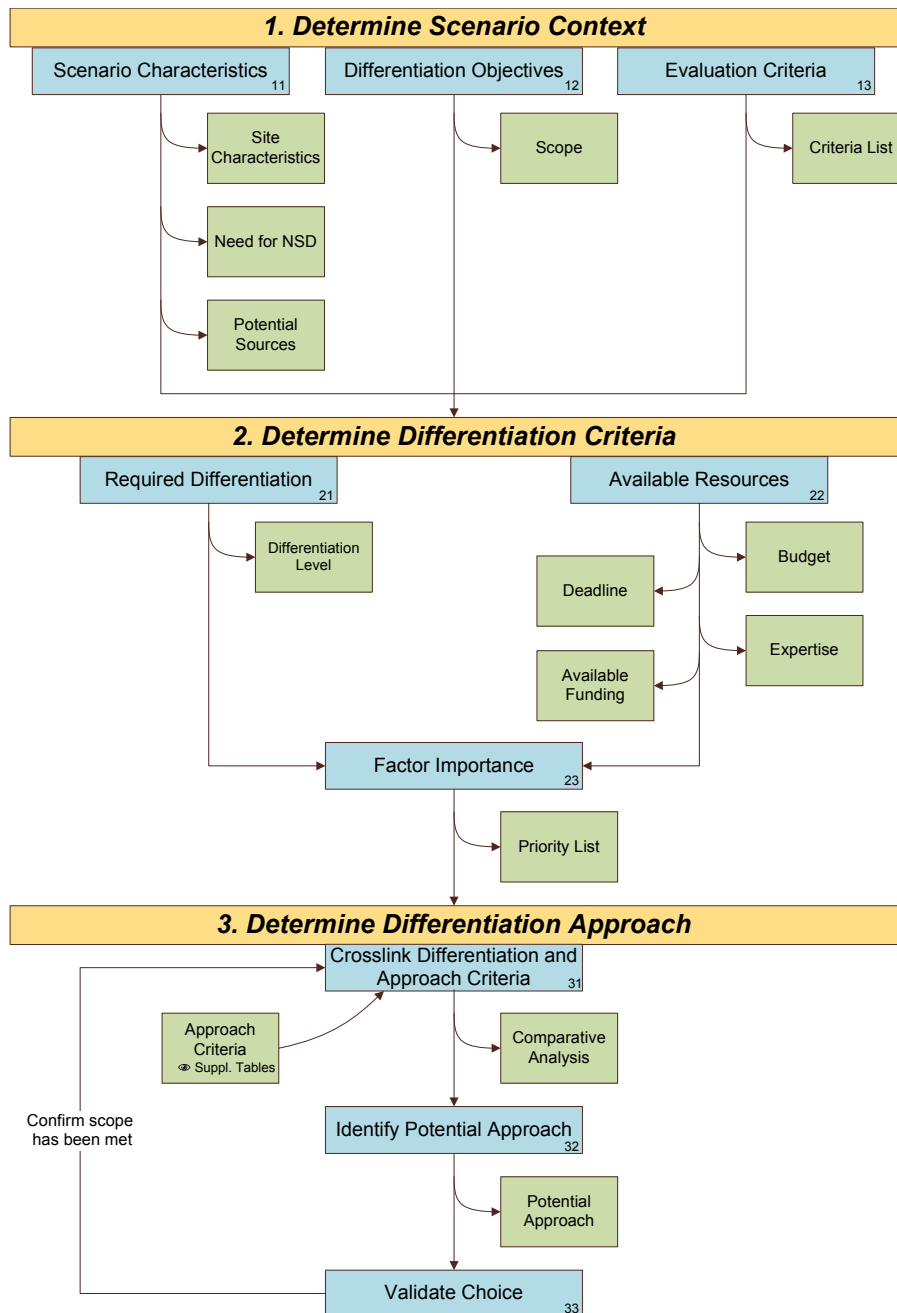 1. Determine Scenario Context
Scenario Characteristics
11
Differentiation Objectives
12
Evaluation Criteria
13
Site
Characteristics
Scope
Criteria List
Need for NSD
Potential
Sources
2. Determine Differentiation Criteria
Required Differentiation
21
Available Resources
22
Differentiation
Level
Budget
Deadline
Expertise
Available
Funding
Factor Importance
23
Priority List
3. Determine Differentiation Approach
Crosslink Differentiation and
Approach Criteria
31
Approach
Criteria
Suppl. Tables
Comparative
Analysis
Confirm scope
has been met
Identify Potential Approach
32
Potential
Approach
Validate Choice
33